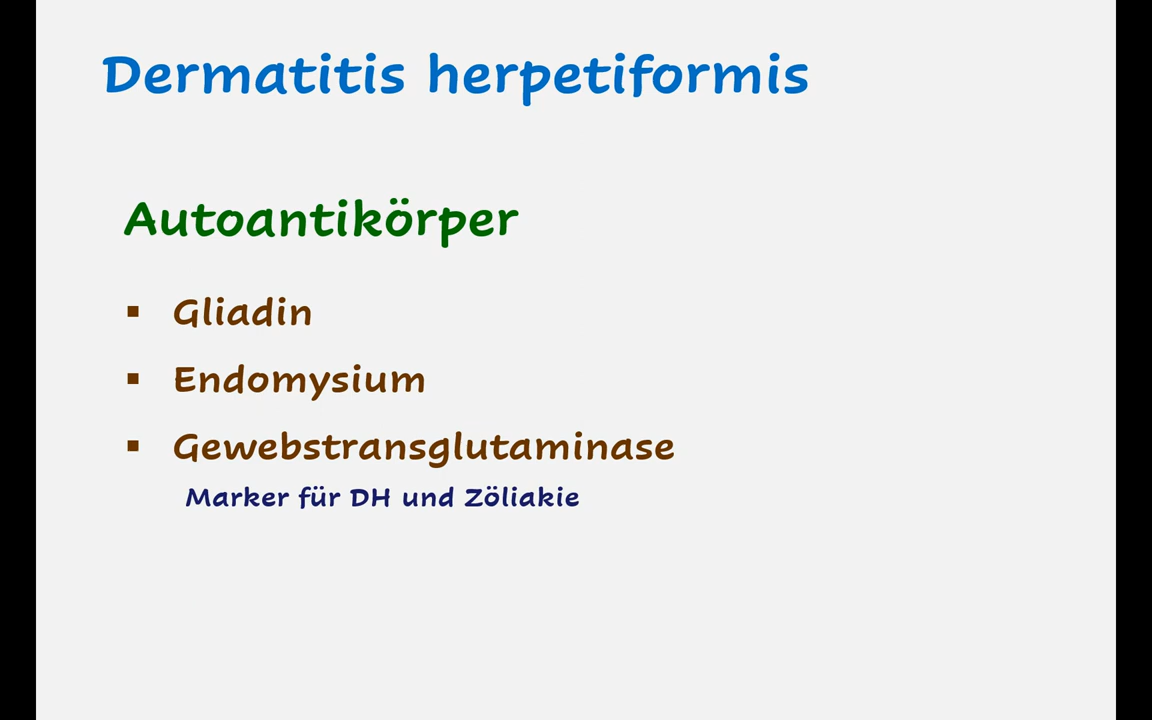 Dermatitis herpetiformis
Autoantikörper
▪ Gliadin
▪ Endomysium
▪ Gewebstransglutaminase
Marker für DH und Zöliakie